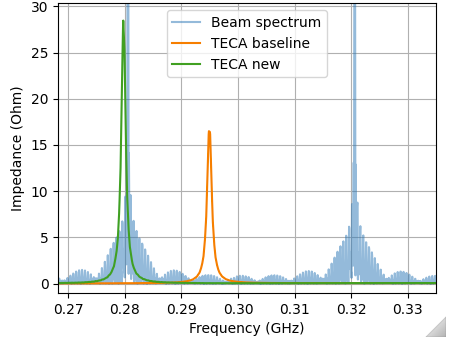 Beam spectrum
TECA baseline
TECA new
30
25
20
15
10
5
0
Impedance (Ohm)
0.27 0.28 0.29 0.30 0.31 0.32 0.33
Frequency (GHz)